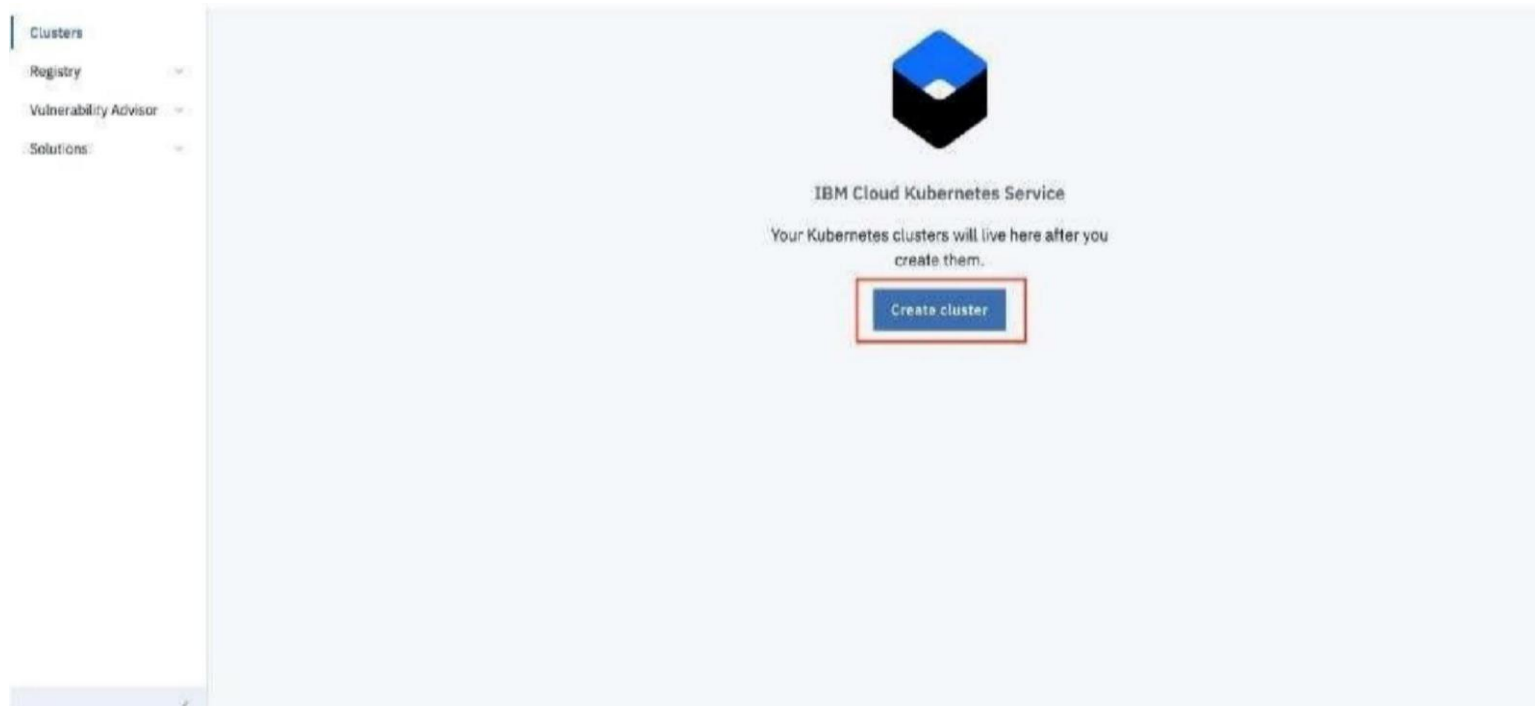 Clusters
Registry
Vulnerability Advisor
Solutions
IBM Cloud Kubernetes Service
Your Kubernetes clusters will live here after you
create them.
Create cluster